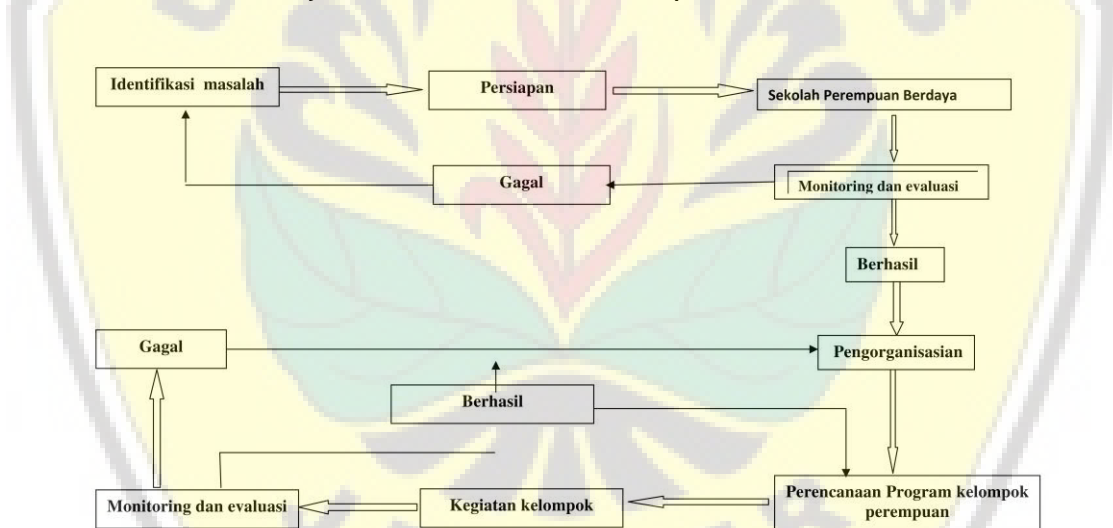 Identifikasi masalah
Persiapan
Sekolah Perempuan Berdaya
Gagal
Monitoring dan evaluasi
Berhasil
Gagal
Pengorganisasian
Berhasil
Monitoring dan evaluasi
Kegiatan kelompok
Perencanaan Program kelompok
perempuan